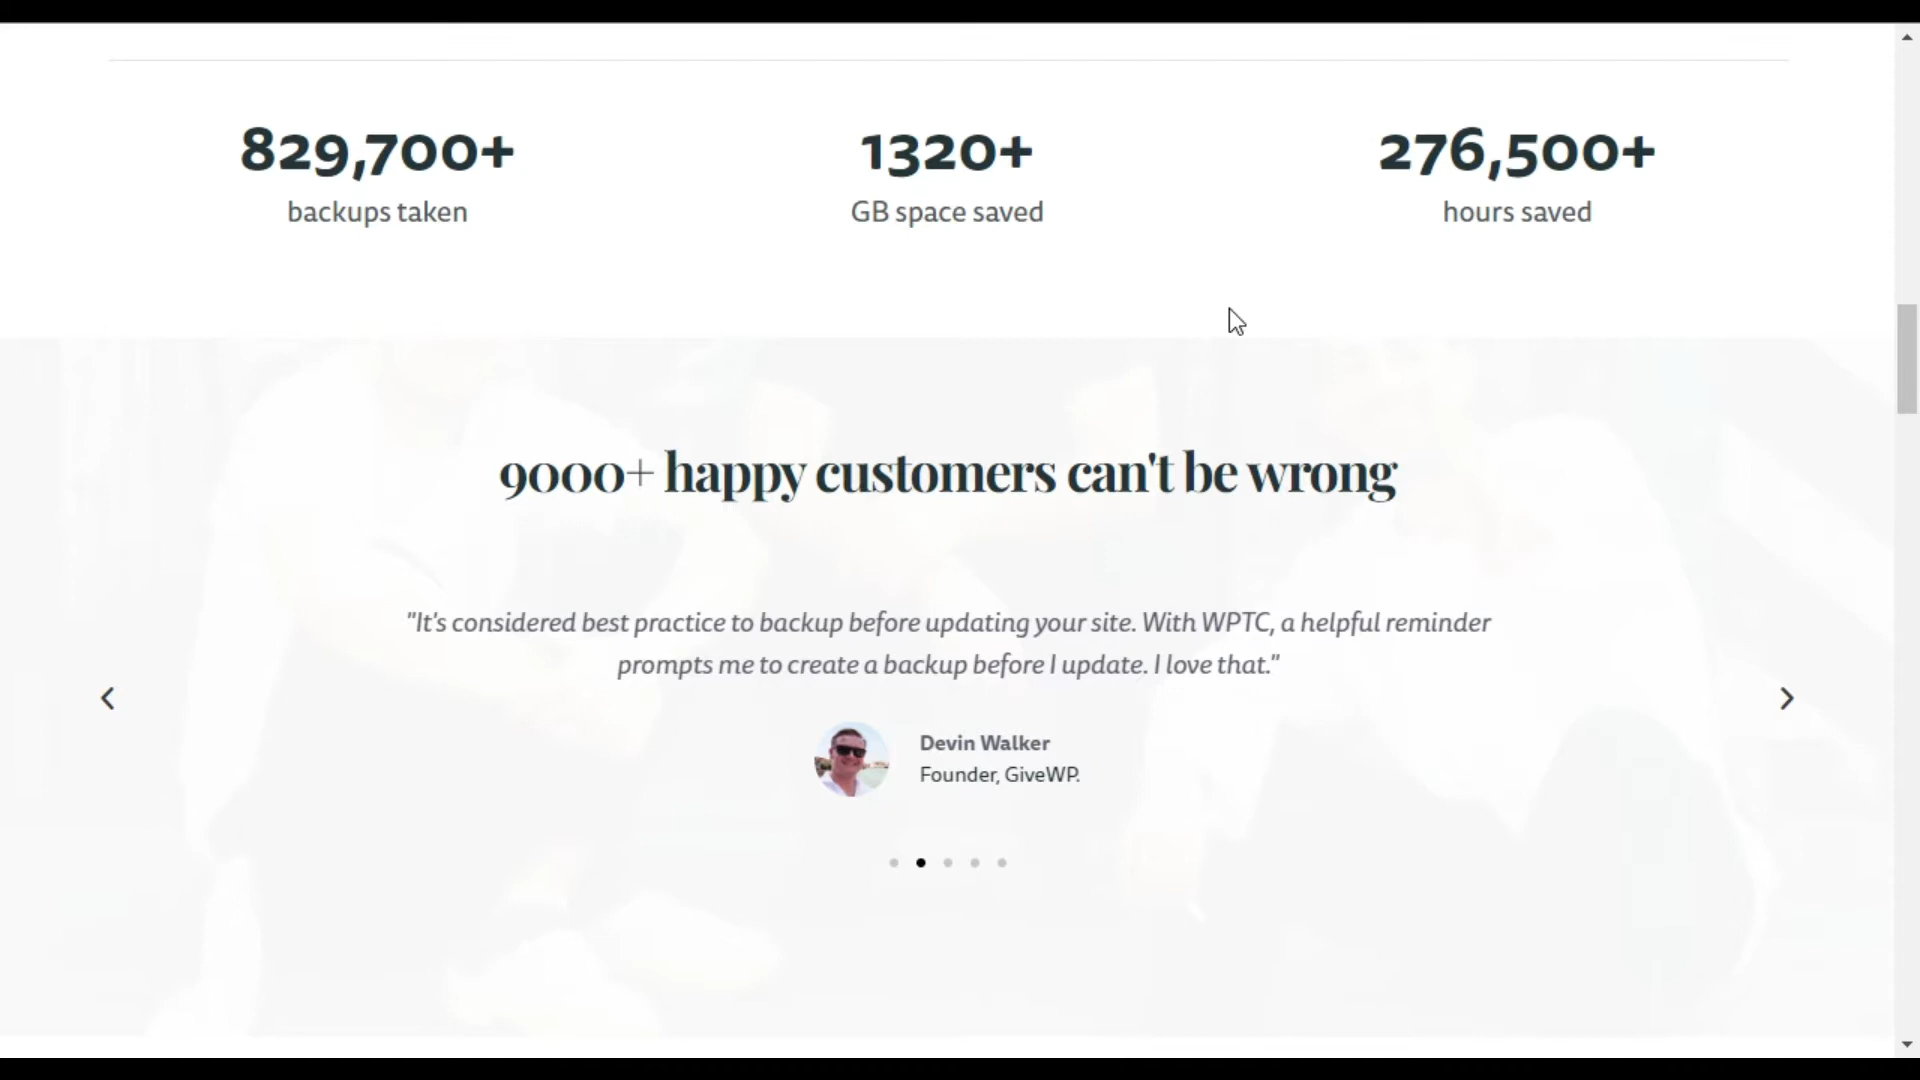 829,700+
backups taken
1320+
GB space saved
276,500+
hours saved
9000+ happy customers can't be wrong
"It's considered best practice to backup before updating your site. With WPTC, a helpful reminder
prompts me to create a backup before I update. I love that."
Devin Walker
Founder, GiveWP.